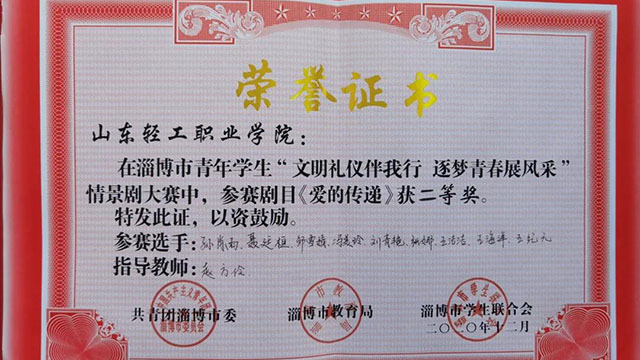 荣誉证书
山东轻工职业学院：
在淄博市青年学生“文明礼仪伴我行 逐梦青春展风采”
情景剧大赛中，参赛剧目《爱的传递》获二等奖。
特发此证，以资鼓励。
参赛选手：
指导教师：
共青团淄博市委 淄博市教育局 淄博市学生联合会
二〇二〇年十二月